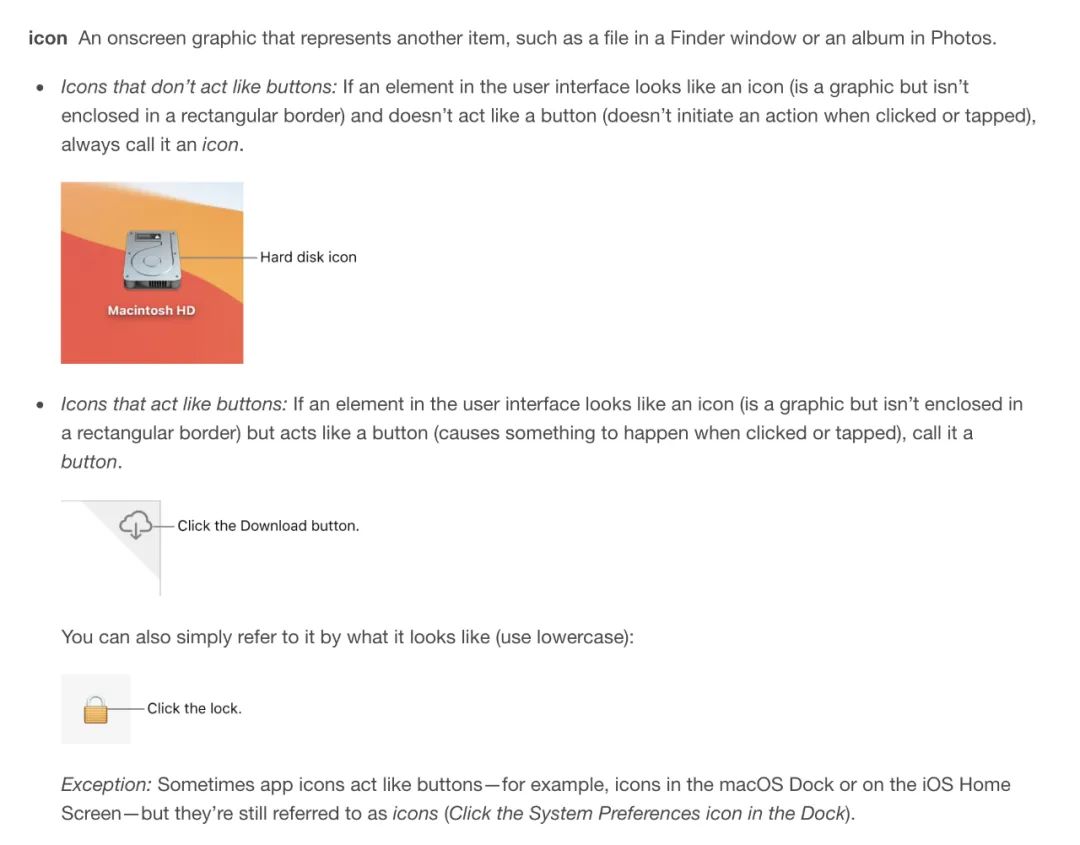 icon An onscreen graphic that represents another item, such as a file in a Finder window or an album in Photos.
• Icons that don’t act like buttons: If an element in the user interface looks like an icon (is a graphic but isn’t
enclosed in a rectangular border) and doesn’t act like a button (doesn’t initiate an action when clicked or tapped),
always call it an icon.
Hard disk icon
Macintosh HD
• Icons that act like buttons: If an element in the user interface looks like an icon (is a graphic but isn’t enclosed in
a rectangular border) but acts like a button (causes something to happen when clicked or tapped), call it a
button.
Click the Download button.
You can also simply refer to it by what it looks like (use lowercase):
Click the lock.
Exception: Sometimes app icons act like buttons—for example, icons in the macOS Dock or on the iOS Home
Screen—but they’re still referred to as icons (Click the System Preferences icon in the Dock).